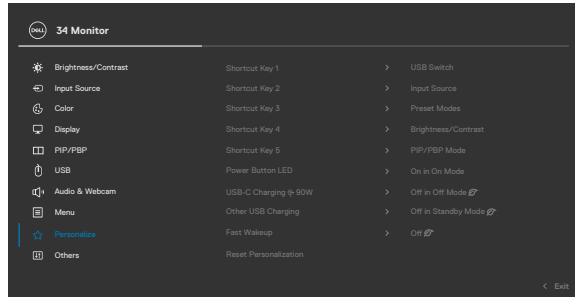 DELL 34 Monitor
Brightness/Contrast Shortcut Key 1 > USB Switch
Input Source Shortcut Key 2 > Input Source
Color Shortcut Key 3 > Preset Modes
Display Shortcut Key 4 > Brightness/Contrast
PIP/PBP Shortcut Key 5 > PIP/PBP Mode
USB Power Button LED > On in On Mode
Audio & Webcam USB-C Charging 90W > Off in Off Mode
Menu Other USB Charging > Off in Standby Mode
Personalize Fast Wakeup > Off
Others Reset Personalization
< Exit